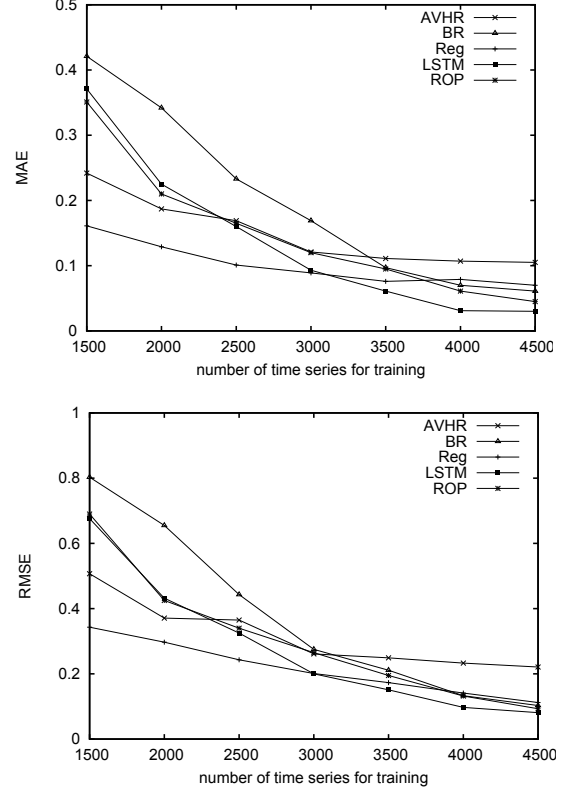 0.5
0.4
0.3
0.2
0.1
0
MAE
AVHR
BR
Reg
LSTM
ROP
1500 2000 2500 3000 3500 4000 4500
number of time series for training
1
0.8
0.6
0.4
0.2
0
RMSE
AVHR
BR
Reg
LSTM
ROP
1500 2000 2500 3000 3500 4000 4500
number of time series for training